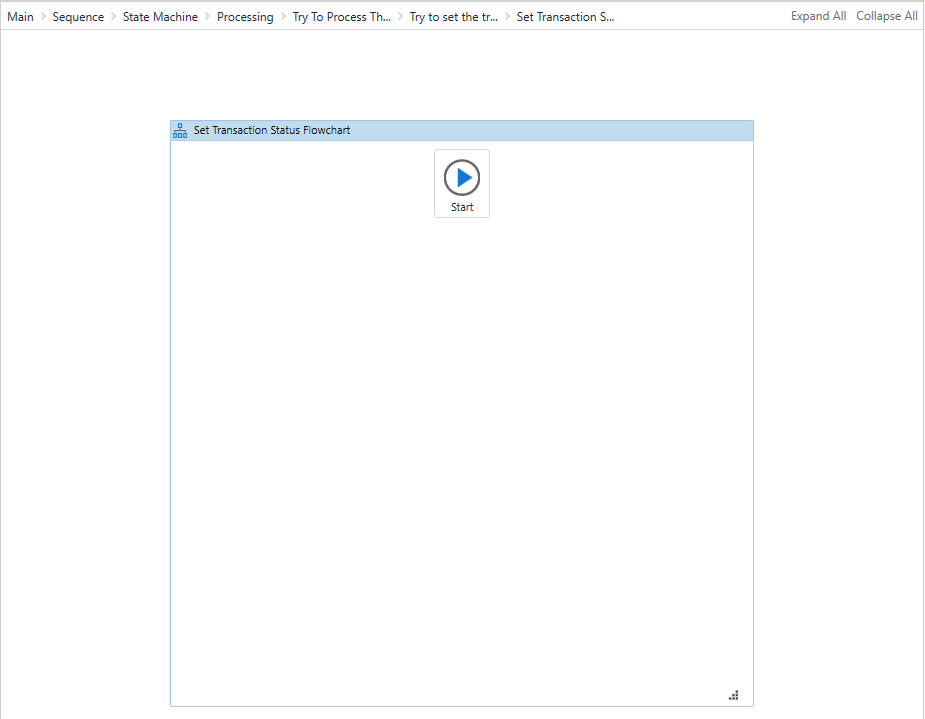 Main > Sequence > State Machine > Processing > Try To Process Th... > Try to set the tr... > Set Transaction S... Expand All Collapse All
Set Transaction Status Flowchart
Start